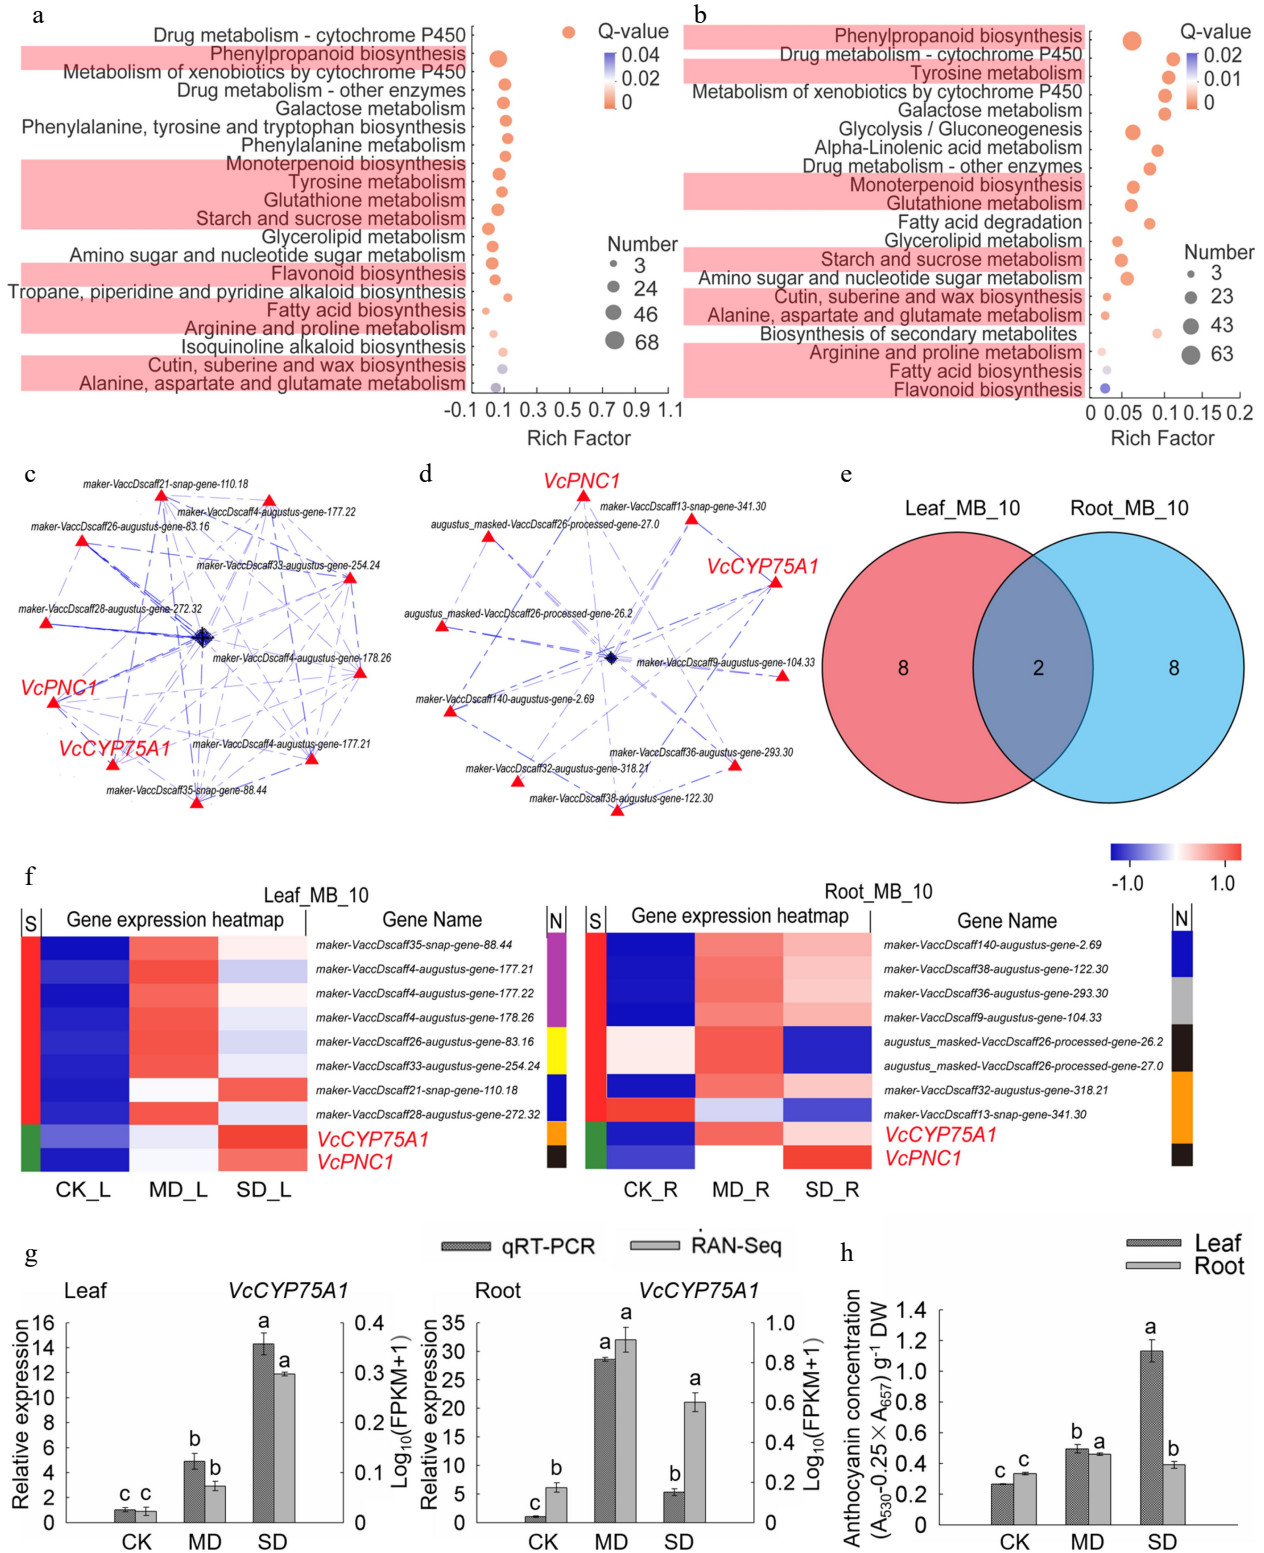 a
Drug metabolism - cytochrome P450
Phenylpropanoid biosynthesis
Metabolism of xenobiotics by cytochrome P450
Drug metabolism - other enzymes
Galactose metabolism
Phenylalanine, tyrosine and tryptophan biosynthesis
Phenylalanine metabolism
Monoterpenoid biosynthesis
Tyrosine metabolism
Glutathione metabolism
Starch and sucrose metabolism
Glycerolipid metabolism
Amino sugar and nucleotide sugar metabolism
Flavonoid biosynthesis
Tropane, piperidine and pyridine alkaloid biosynthesis
Fatty acid biosynthesis
Arginine and proline metabolism
Isoquinoline alkaloid biosynthesis
Cutin, suberine and wax biosynthesis
Alanine, aspartate and glutamate metabolism
-0.1 0.1 0.3 0.5 0.7 0.9 1.1
Rich Factor
Q-value
0.04
0.02
0
Number
3
24
46
68
b
Phenylpropanoid biosynthesis
Drug metabolism - cytochrome P450
Tyrosine metabolism
Metabolism of xenobiotics by cytochrome P450
Galactose metabolism
Glycolysis / Gluconeogenesis
Alpha-Linolenic acid metabolism
Drug metabolism - other enzymes
Monoterpenoid biosynthesis
Glutathione metabolism
Fatty acid degradation
Glycerolipid metabolism
Starch and sucrose metabolism
Amino sugar and nucleotide sugar metabolism
Cutin, suberine and wax biosynthesis
Alanine, aspartate and glutamate metabolism
Biosynthesis of secondary metabolites
Arginine and proline metabolism
Fatty acid biosynthesis
Flavonoid biosynthesis
0 0.05 0.1 0.15 0.2
Rich Factor
Q-value
0.02
0.01
0
Number
3
23
43
63
c
maker-VaccDscaff21-snap-gene-110.18
maker-VaccDscaff4-augustus-gene-177.22
maker-VaccDscaff26-augustus-gene-83.16
maker-VaccDscaff33-augustus-gene-254.24
maker-VaccDscaff28-augustus-gene-272.32
maker-VaccDscaff4-augustus-gene-178.26
VcPNC1
VcCYP75A1
maker-VaccDscaff4-augustus-gene-177.21
maker-VaccDscaff35-snap-gene-88.44
d
VcPNC1
maker-VaccDscaff13-snap-gene-341.30
augustus_masked-VaccDscaff26-processed-gene-27.0
VcCYP75A1
augustus_masked-VaccDscaff26-processed-gene-26.2
maker-VaccDscaff9-augustus-gene-104.33
maker-VaccDscaff140-augustus-gene-2.69
maker-VaccDscaff36-augustus-gene-293.30
maker-VaccDscaff32-augustus-gene-318.21
maker-VaccDscaff38-augustus-gene-122.30
e
Leaf_MB_10 Root_MB_10
8 2 8
f
-1.0 1.0
Leaf_MB_10
S Gene expression heatmap Gene Name N
maker-VaccDscaff35-snap-gene-88.44
maker-VaccDscaff4-augustus-gene-177.21
maker-VaccDscaff4-augustus-gene-177.22
maker-VaccDscaff4-augustus-gene-178.26
maker-VaccDscaff26-augustus-gene-83.16
maker-VaccDscaff33-augustus-gene-254.24
maker-VaccDscaff21-snap-gene-110.18
maker-VaccDscaff28-augustus-gene-272.32
VcCYP75A1
VcPNC1
CK_L MD_L SD_L
Root_MB_10
S Gene expression heatmap Gene Name N
maker-VaccDscaff140-augustus-gene-2.69
maker-VaccDscaff38-augustus-gene-122.30
maker-VaccDscaff36-augustus-gene-293.30
maker-VaccDscaff9-augustus-gene-104.33
augustus_masked-VaccDscaff26-processed-gene-26.2
augustus_masked-VaccDscaff26-processed-gene-27.0
maker-VaccDscaff32-augustus-gene-318.21
maker-VaccDscaff13-snap-gene-341.30
VcCYP75A1
VcPNC1
CK_R MD_R SD_R
g
qRT-PCR RAN-Seq
Leaf VcCYP75A1
Relative expression
16
14
12
10
8
6
4
2
0
c c b b a a
CK MD SD
0.4
0.3
0.2
0.1
0
Log10(FPKM+1)
Root VcCYP75A1
Relative expression
35
30
25
20
15
10
5
0
c b a a b a
CK MD SD
1.0
0.8
0.6
0.4
0.2
0
Log10(FPKM+1)
h
Leaf
Root
Anthocyanin concentration
(A530-0.25×A657) g-1 DW
1.4
1.2
1.0
0.8
0.6
0.4
0.2
0
c c b a a b
CK MD SD